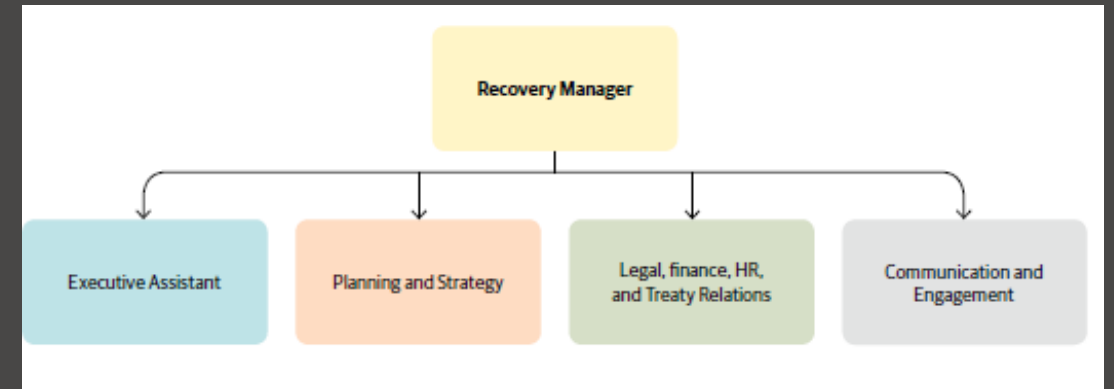 Recovery Manager
Executive Assistant
Planning and Strategy
Legal, finance, HR,
and Treaty Relations
Communication and
Engagement